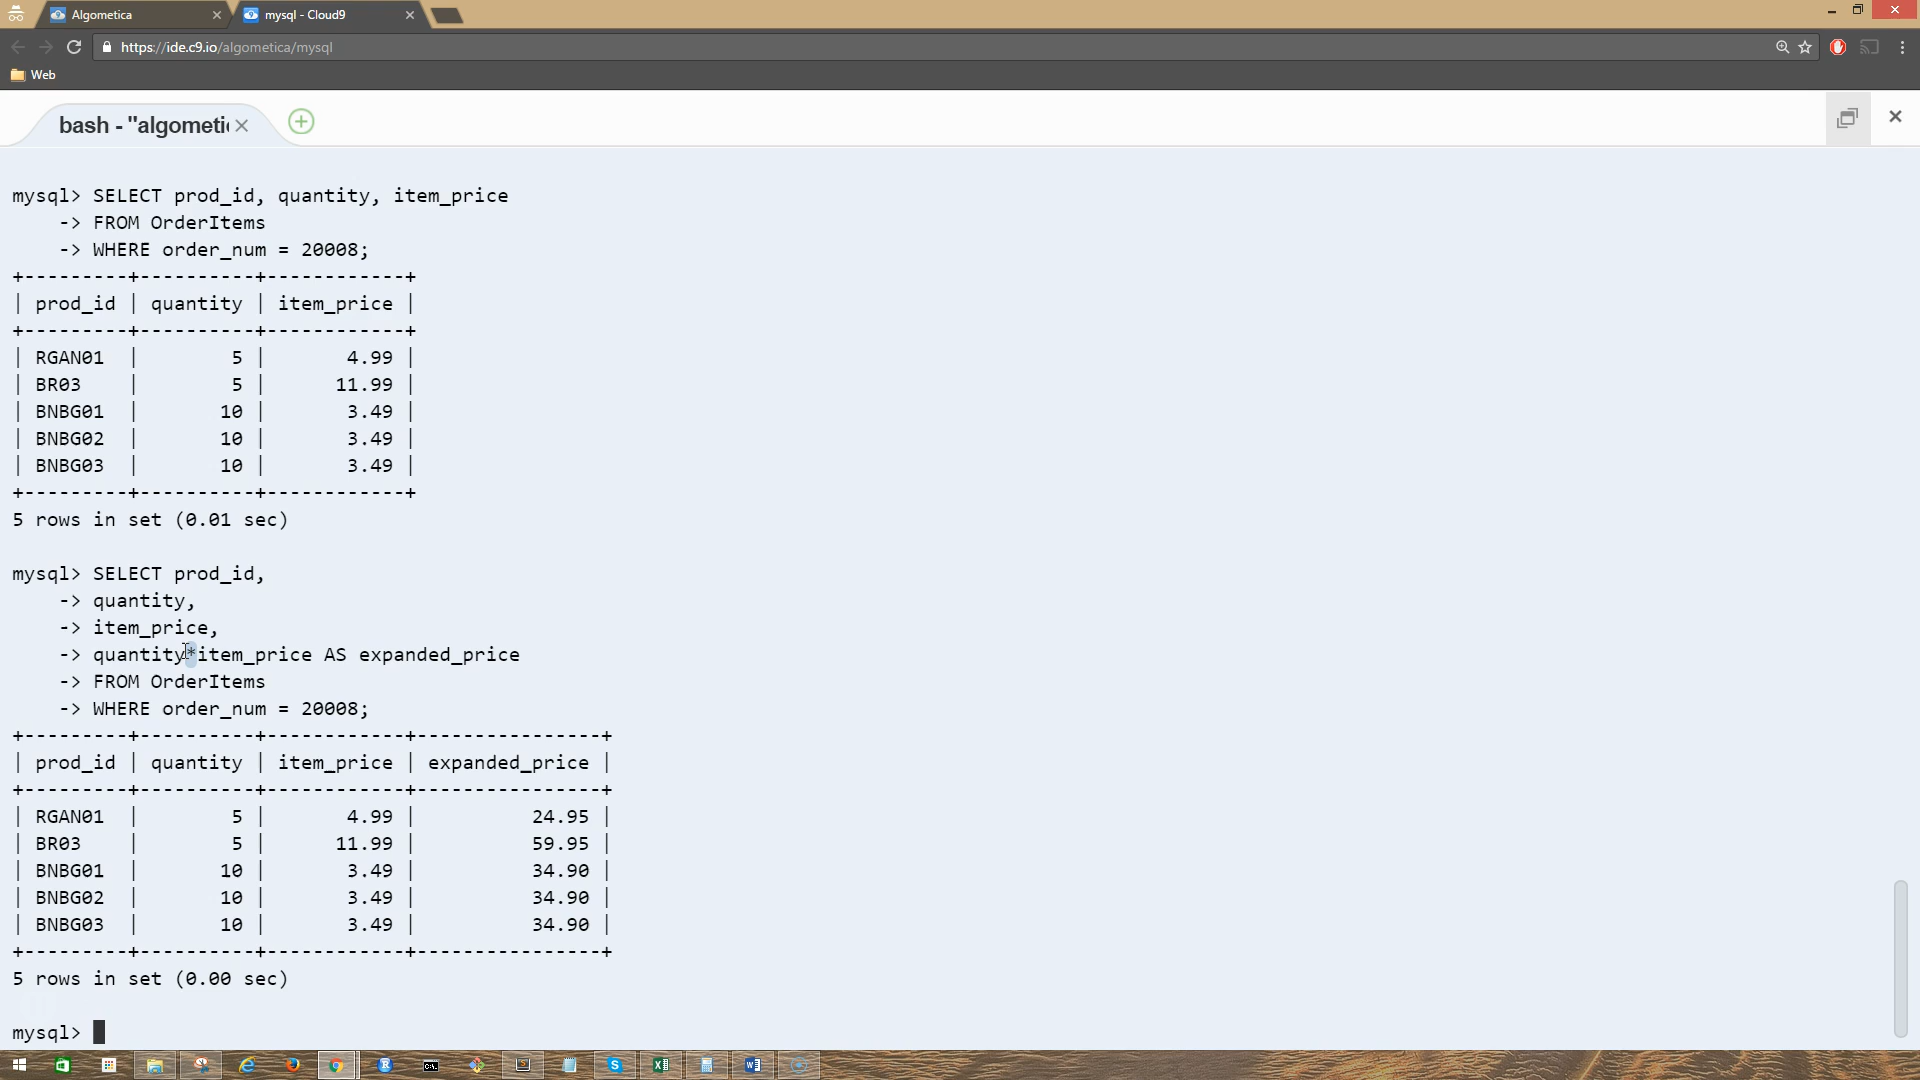 Algometica
mysql - Cloud9
https://ide.c9.io/algometica/mysql
Web
bash - "algometi
mysql> SELECT prod_id, quantity, item_price
    -> FROM OrderItems
    -> WHERE order_num = 20008;
+---------+----------+------------+
| prod_id | quantity | item_price |
+---------+----------+------------+
| RGAN01  |        5 |       4.99 |
| BR03    |        5 |      11.99 |
| BNBG01  |       10 |       3.49 |
| BNBG02  |       10 |       3.49 |
| BNBG03  |       10 |       3.49 |
+---------+----------+------------+
5 rows in set (0.01 sec)
mysql> SELECT prod_id,
    -> quantity,
    -> item_price,
    -> quantity*item_price AS expanded_price
    -> FROM OrderItems
    -> WHERE order_num = 20008;
+---------+----------+------------+----------------+
| prod_id | quantity | item_price | expanded_price |
+---------+----------+------------+----------------+
| RGAN01  |        5 |       4.99 |          24.95 |
| BR03    |        5 |      11.99 |          59.95 |
| BNBG01  |       10 |       3.49 |          34.90 |
| BNBG02  |       10 |       3.49 |          34.90 |
| BNBG03  |       10 |       3.49 |          34.90 |
+---------+----------+------------+----------------+
5 rows in set (0.00 sec)
mysql>